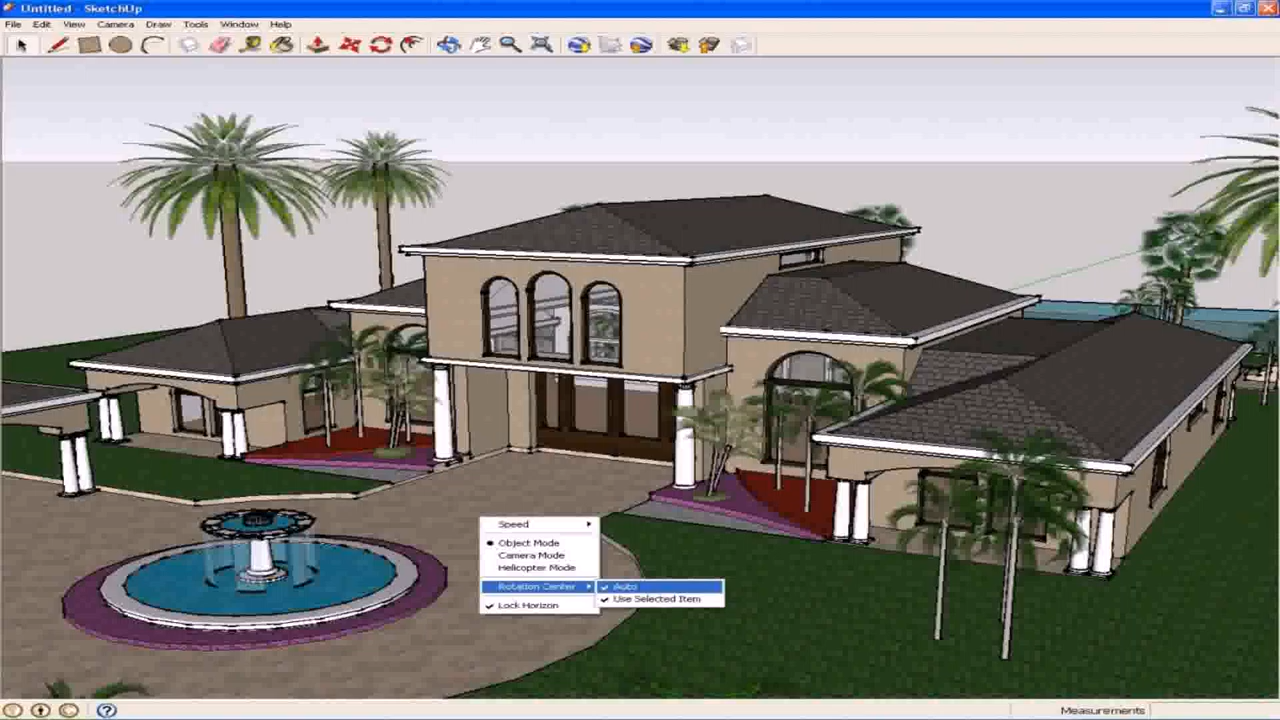 Untitled - SketchUp
File Edit View Camera Draw Tools Window Help
Speed
Object Mode
Camera Mode
Helicopter Mode
Rotation Center
Auto
Use Selected Item
Lock Horizon
Measurements